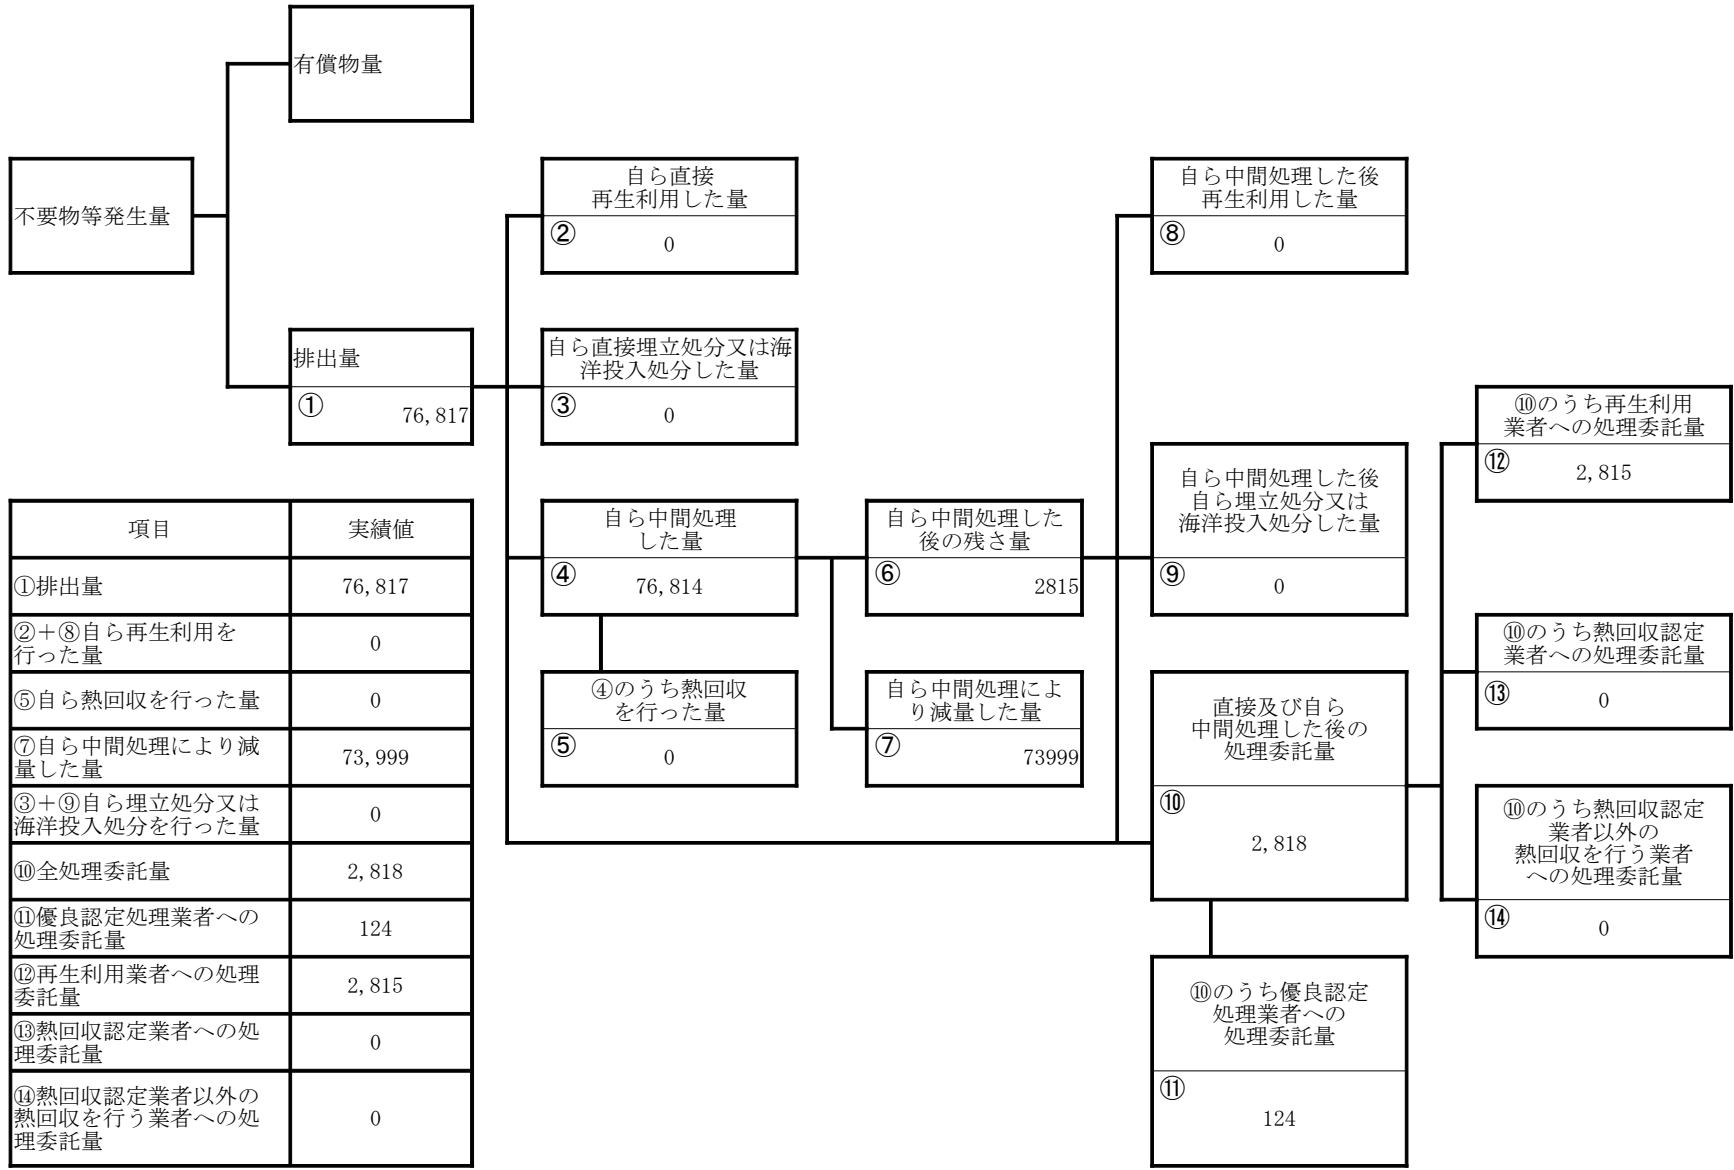 有償物量
不要物等発生量
自ら直接
再生利用した量
②
0
自ら中間処理した後
再生利用した量
⑧
0
排出量
①
76,817
自ら直接埋立処分又は海
洋投入処分した量
③
0
⑩のうち再生利用
業者への処理委託量
⑫
2,815
自ら中間処理した後
自ら埋立処分又は
海洋投入処分した量
⑨
0
自ら中間処理
した量
④
76,814
自ら中間処理した
後の残さ量
⑥
2815
⑩のうち熱回収認定
業者への処理委託量
⑬
0
④のうち熱回収
を行った量
⑤
0
自ら中間処理によ
り減量した量
⑦
73999
直接及び自ら
中間処理した後の
処理委託量
⑩
2,818
⑩のうち熱回収認定
業者以外の
熱回収を行う業者
への処理委託量
⑭
0
⑩のうち優良認定
処理業者への
処理委託量
⑪
124
項目 実績値
①排出量 76,817
②＋⑧自ら再生利用を
行った量
0
⑤自ら熱回収を行った量 0
⑦自ら中間処理により減
量した量
73,999
③＋⑨自ら埋立処分又は
海洋投入処分を行った量
0
⑩全処理委託量 2,818
⑪優良認定処理業者への
処理委託量
124
⑫再生利用業者への処理
委託量
2,815
⑬熱回収認定業者への処
理委託量
0
⑭熱回収認定業者以外の
熱回収を行う業者への処
理委託量
0